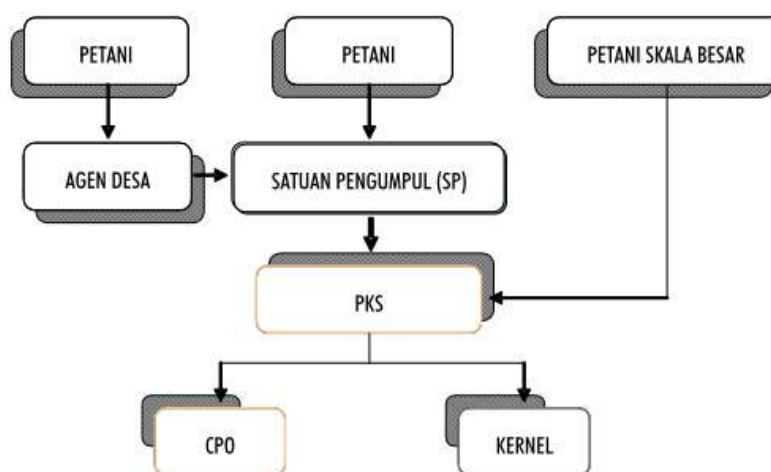 PETANI
PETANI
PETANI SKALA BESAR
AGEN DESA
SATUAN PENGUMPUL (SP)
PKS
CPO
KERNEL